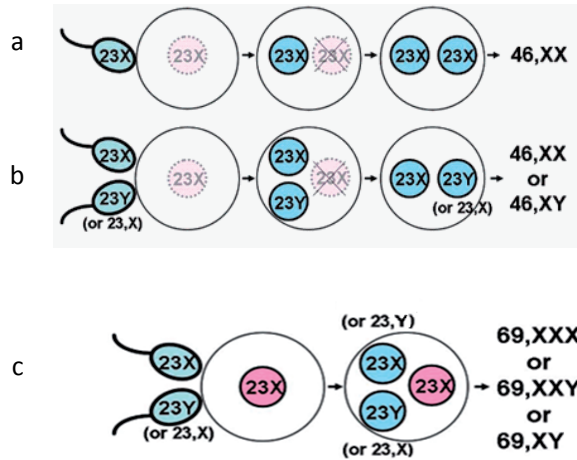 a
23X
23X
23X
23X
23X
23X
46,XX
b
23X
23Y
(or 23,X)
23X
23X
23Y
23X
23X
23Y
(or 23,X)
46,XX
or
46,XY
c
23X
23Y
(or 23,X)
23X
(or 23,Y)
23X
23Y
23X
(or 23,X)
69,XXX
or
69,XXY
or
69,XY